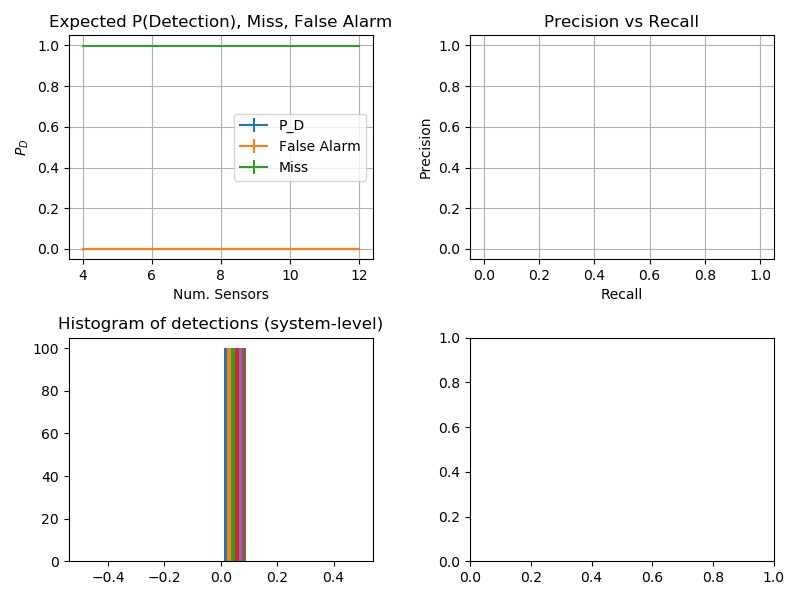 Expected P(Detection), Miss, False Alarm
1.0
0.8
0.6
0.4
0.2
0.0
P_D
4 6 8 10 12
Num. Sensors
P_D
False Alarm
Miss
Precision vs Recall
1.0
0.8
0.6
0.4
0.2
0.0
Precision
0.0 0.2 0.4 0.6 0.8 1.0
Recall
Histogram of detections (system-level)
100
80
60
40
20
0
−0.4 −0.2 0.0 0.2 0.4
1.0
0.8
0.6
0.4
0.2
0.0
0.0 0.2 0.4 0.6 0.8 1.0